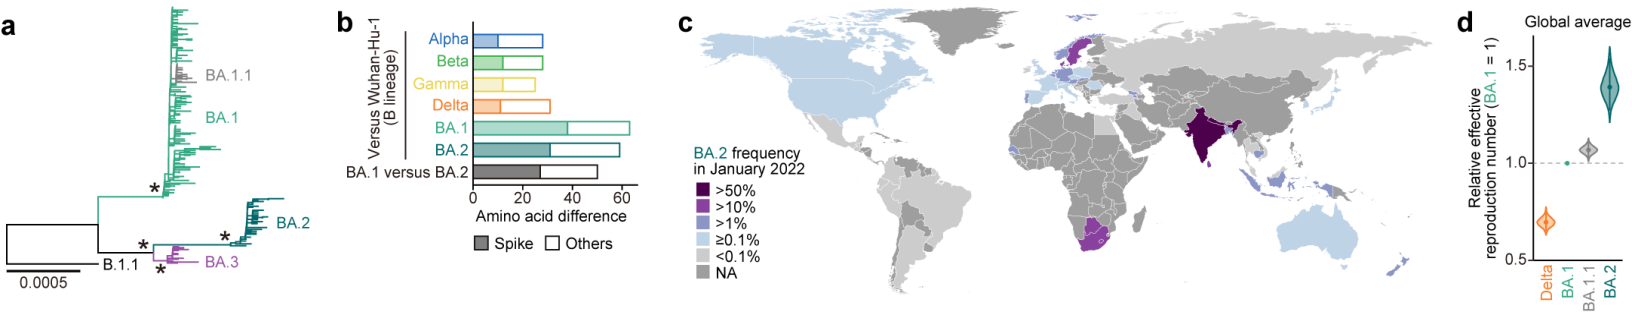 a
BA.1.1
BA.1
*
BA.2
*
*
BA.3
B.1.1
*
0.0005
b
Versus Wuhan-Hu-1
(B lineage)
Alpha
Beta
Gamma
Delta
BA.1
BA.2
BA.1 versus BA.2
0 20 40 60
Amino acid difference
Spike Others
c
BA.2 frequency
in January 2022
>50%
>10%
>1%
≥0.1%
<0.1%
NA
d
Global average
Relative effective
reproduction number (BA.1 = 1)
1.5
1.0
0.5
Delta
BA.1
BA.1.1
BA.2